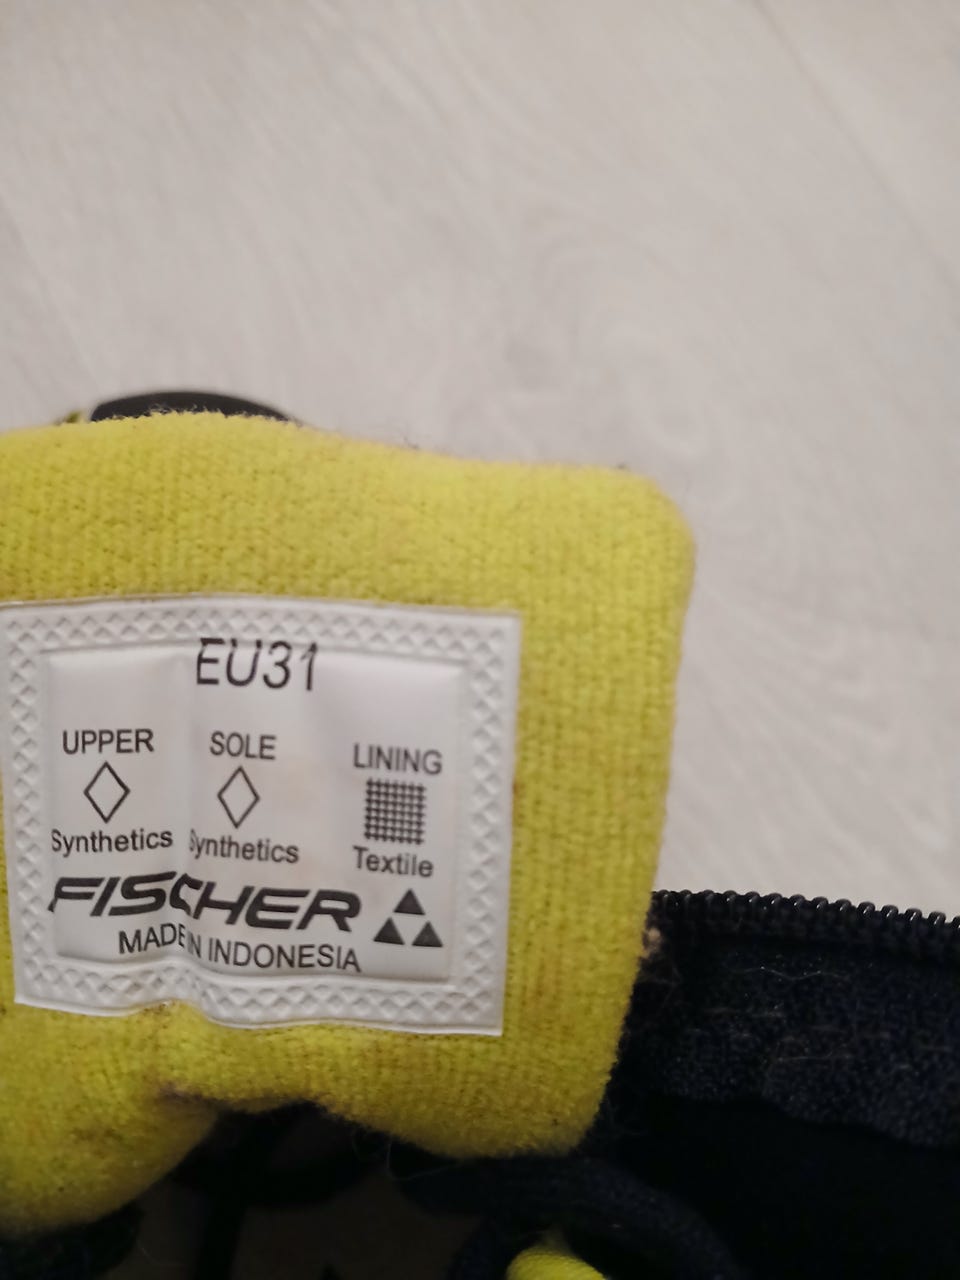 EU31
UPPER SOLE LINING
Synthetics Synthetics Textile
FISCHER
MADE IN INDONESIA